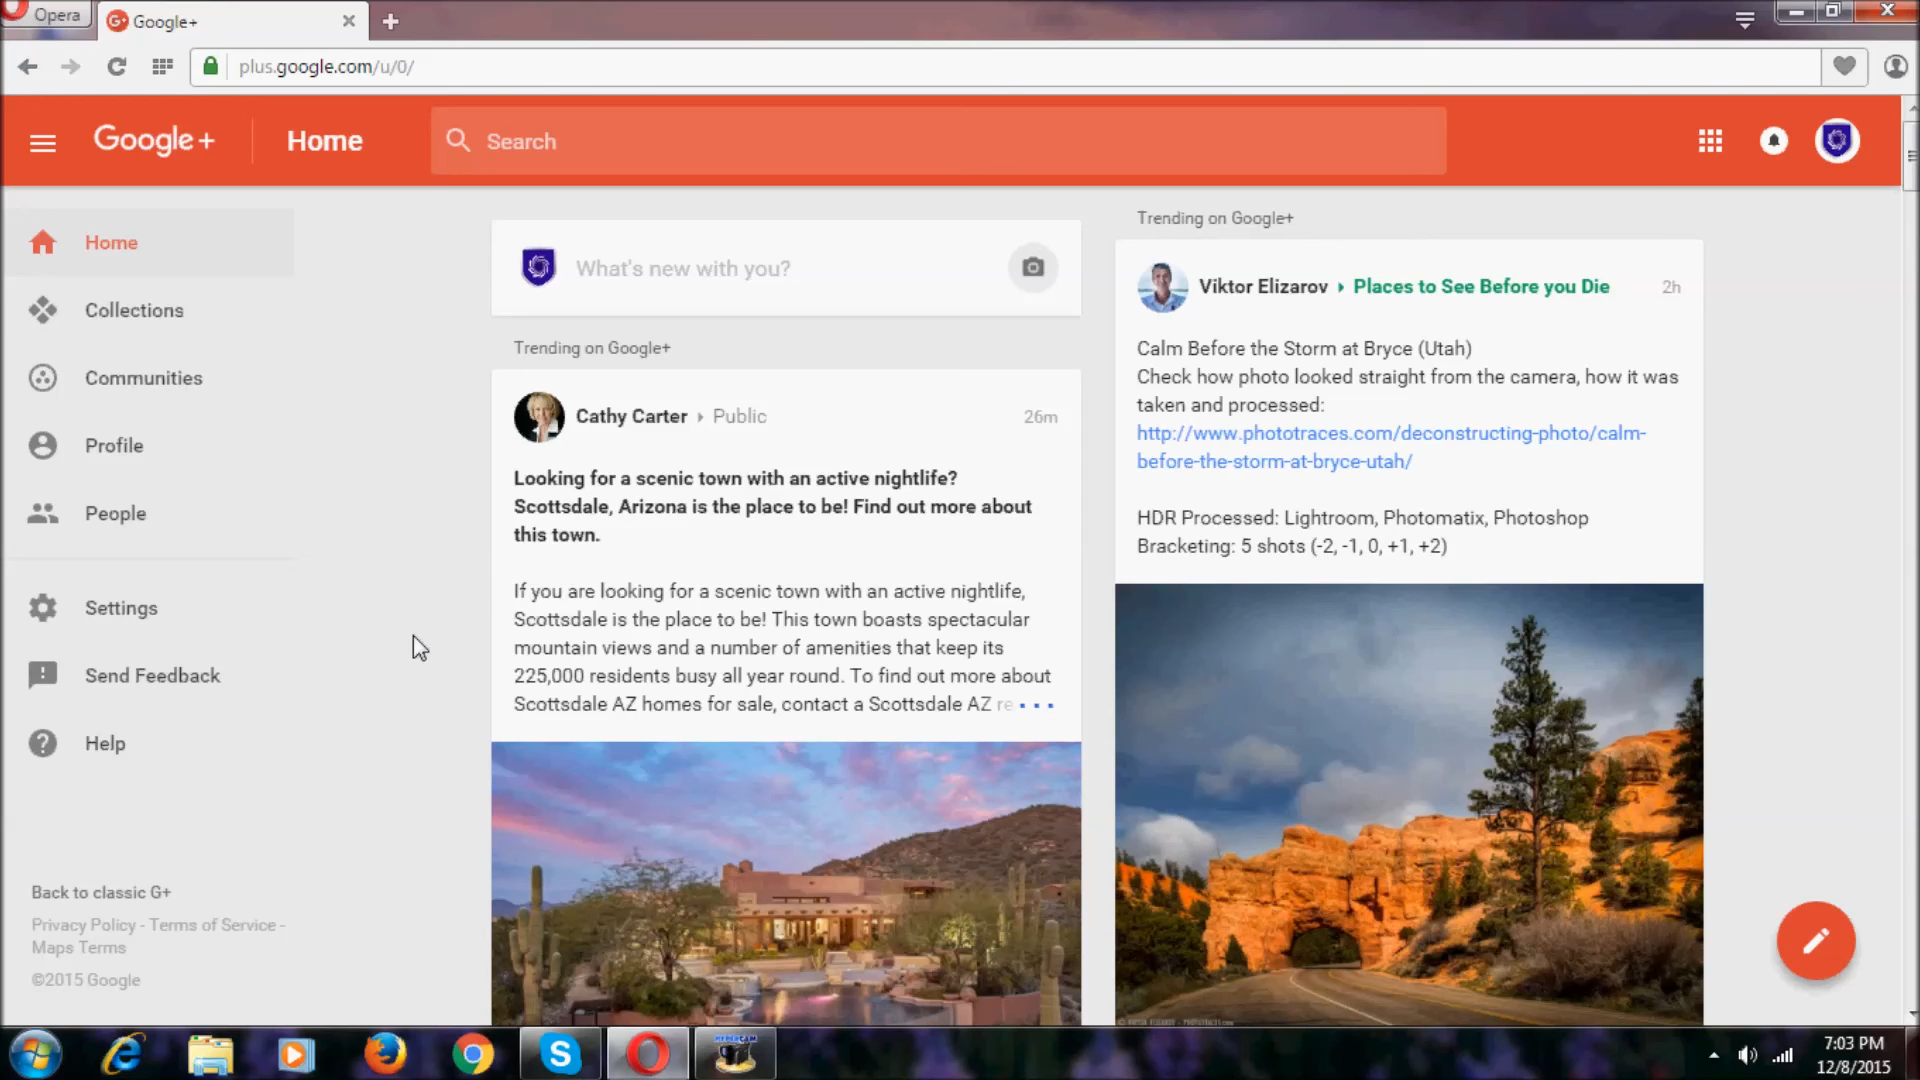 Opera
Google+
plus.google.com/u/0/
Google+
Home
Search
Home
Collections
Communities
Profile
People
Settings
Send Feedback
Help
Back to classic G+
Privacy Policy - Terms of Service -
Maps Terms
©2015 Google
What's new with you?
Trending on Google+
Cathy Carter
Public
26m
Looking for a scenic town with an active nightlife?
Scottsdale, Arizona is the place to be! Find out more about
this town.
If you are looking for a scenic town with an active nightlife,
Scottsdale is the place to be! This town boasts spectacular
mountain views and a number of amenities that keep its
225,000 residents busy all year round. To find out more about
Scottsdale AZ homes for sale, contact a Scottsdale AZ re
Trending on Google+
Viktor Elizarov
Places to See Before you Die
2h
Calm Before the Storm at Bryce (Utah)
Check how photo looked straight from the camera, how it was
taken and processed:
http://www.phototraces.com/deconstructing-photo/calm-
before-the-storm-at-bryce-utah/
HDR Processed: Lightroom, Photomatix, Photoshop
Bracketing: 5 shots (-2, -1, 0, +1, +2)
HYPERCAM
7:03 PM
12/8/2015